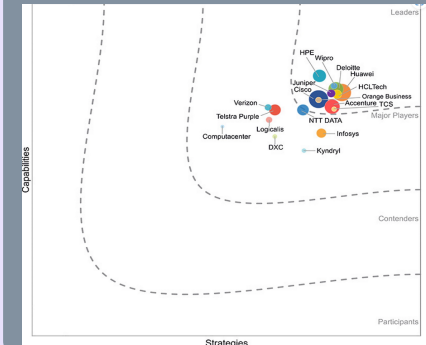 Leaders
HPE
Wipro
Deloitte
Huawei
Juniper
Cisco
HCLTech
Orange Business
Accenture TCS
Major Players
Verizon
Telstra Purple
NTT DATA
Logicalis
Computacenter
Infosys
DXC
Kyndryl
Capabilities
Contenders
Participants
Strategies